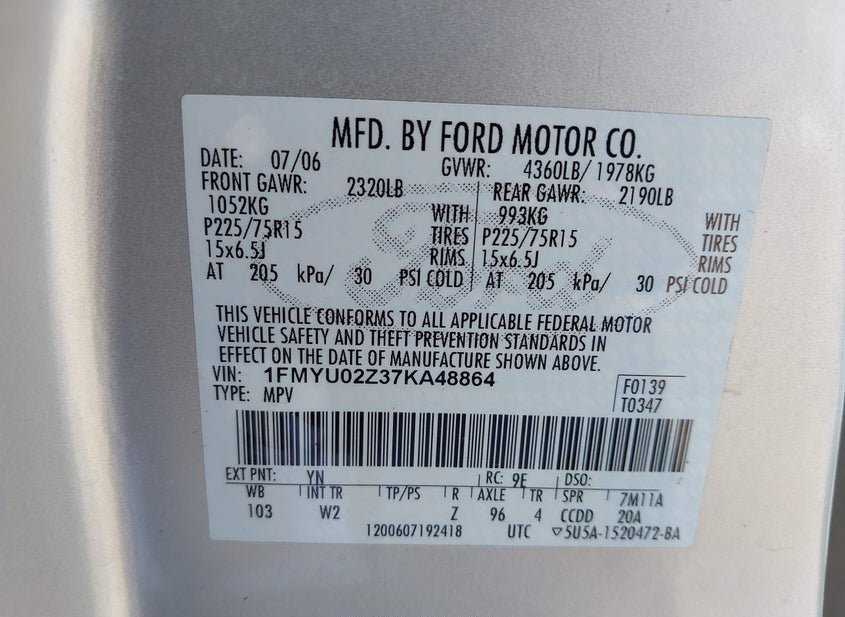 MFD. BY FORD MOTOR CO.
DATE: 07/06 GVWR: 4360LB/ 1978KG
FRONT GAWR: 2320LB REAR GAWR: 2190LB
1052KG WITH 993KG WITH
P225/75R15 TIRES P225/75R15 TIRES
15x6.5J RIMS 15x6.5J RIMS
AT 205 kPa/ 30 PSI COLD AT 205 kPa/ 30 PSI COLD
Ford
THIS VEHICLE CONFORMS TO ALL APPLICABLE FEDERAL MOTOR
VEHICLE SAFETY AND THEFT PREVENTION STANDARDS IN
EFFECT ON THE DATE OF MANUFACTURE SHOWN ABOVE.
VIN: 1FMYU02Z37KA48864
TYPE: MPV
F0139
T0347
EXT PNT: YN RC: 9E DSO:
WB INT TR TP/PS R AXLE TR SPR 7M11A
103 W2 Z 96 4 CCDD 20A
1200607192418 UTC ▽5U5A-1520472-BA